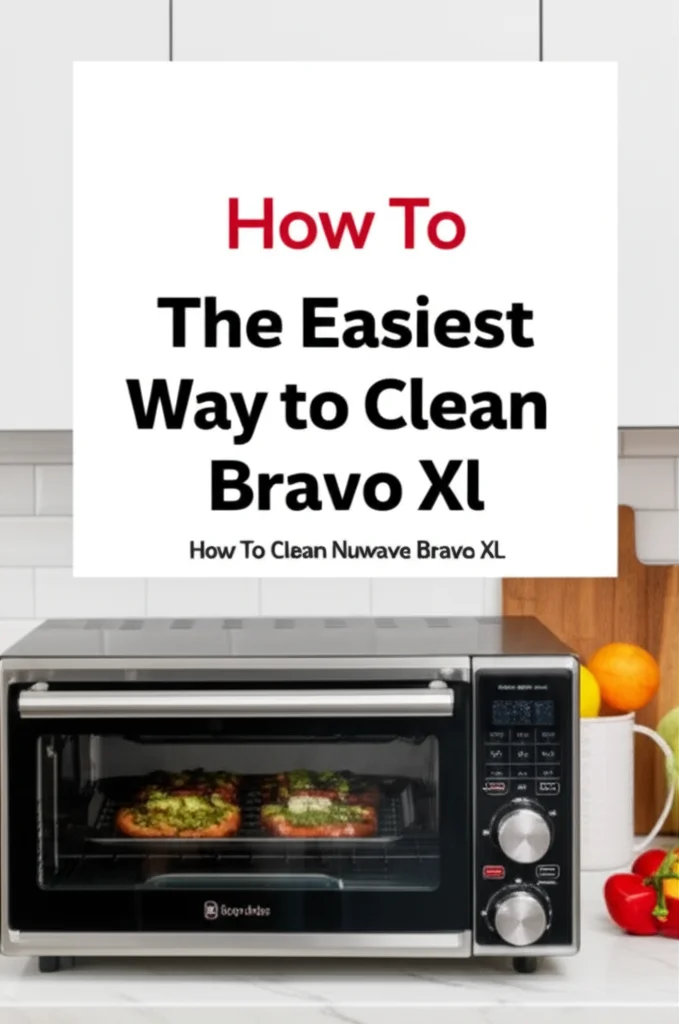 How To
The Easiest
Way to Clean
Bravo Xl
How To Clean Nuwave Bravo XL